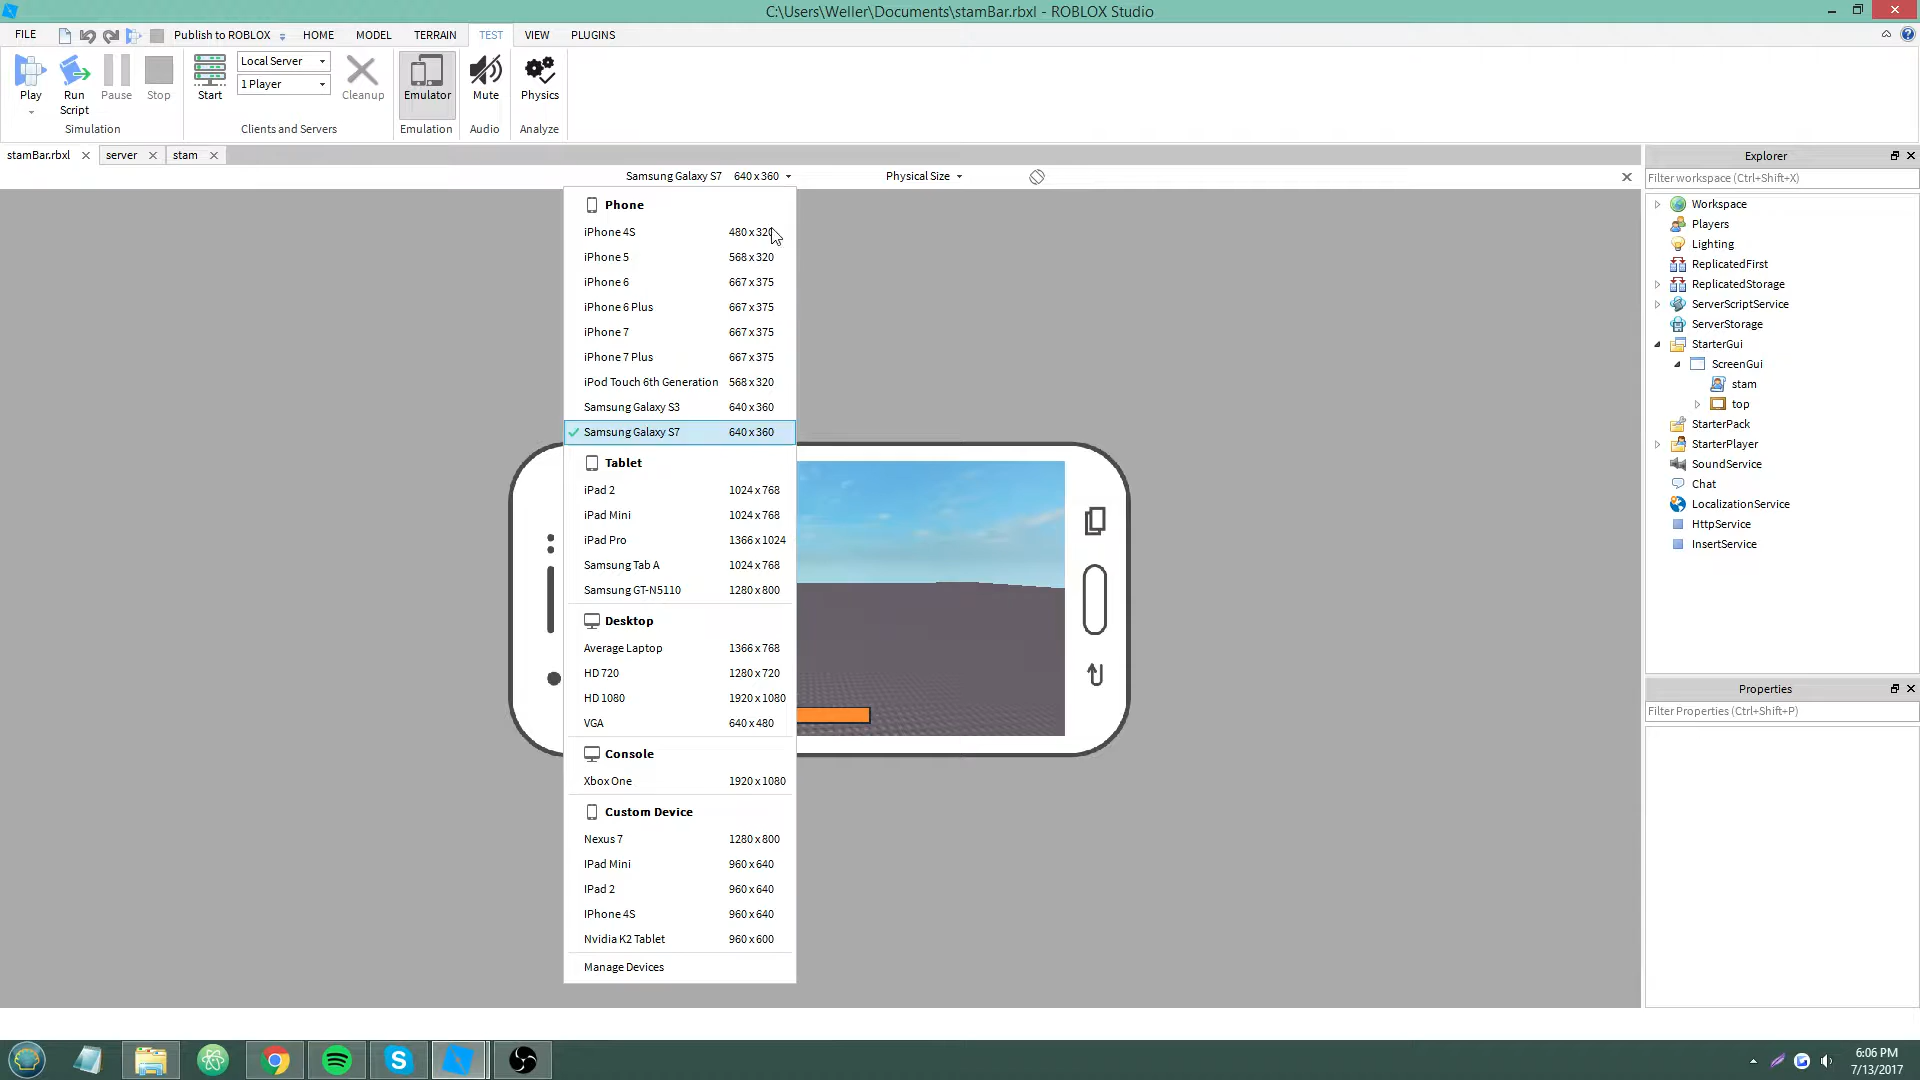 C:\Users\Weller\Documents\stamBar.rbxl - ROBLOX Studio
FILE Publish to ROBLOX HOME MODEL TERRAIN TEST VIEW PLUGINS
Play Run Script Pause Stop Start Local Server 1 Player Cleanup Emulator Mute Physics
Simulation Clients and Servers Emulation Audio Analyze
stamBar.rbxl server stam
Samsung Galaxy S7 640 x 360 Physical Size
Phone
iPhone 4S 480 x 320
iPhone 5 568 x 320
iPhone 6 667 x 375
iPhone 6 Plus 667 x 375
iPhone 7 667 x 375
iPhone 7 Plus 667 x 375
iPod Touch 6th Generation 568 x 320
Samsung Galaxy S3 640 x 360
Samsung Galaxy S7 640 x 360
Tablet
iPad 2 1024 x 768
iPad Mini 1024 x 768
iPad Pro 1366 x 1024
Samsung Tab A 1024 x 768
Samsung GT-N5110 1280 x 800
Desktop
Average Laptop 1366 x 768
HD 720 1280 x 720
HD 1080 1920 x 1080
VGA 640 x 480
Console
Xbox One 1920 x 1080
Custom Device
Nexus 7 1280 x 800
IPad Mini 960 x 640
IPad 2 960 x 640
IPhone 4S 960 x 640
Nvidia K2 Tablet 960 x 600
Manage Devices
Explorer
Filter workspace (Ctrl+Shift+X)
Workspace
Players
Lighting
ReplicatedFirst
ReplicatedStorage
ServerScriptService
ServerStorage
StarterGui
ScreenGui
stam
top
StarterPack
StarterPlayer
SoundService
Chat
LocalizationService
HttpService
InsertService
Properties
Filter Properties (Ctrl+Shift+P)
6:06 PM
7/13/2017